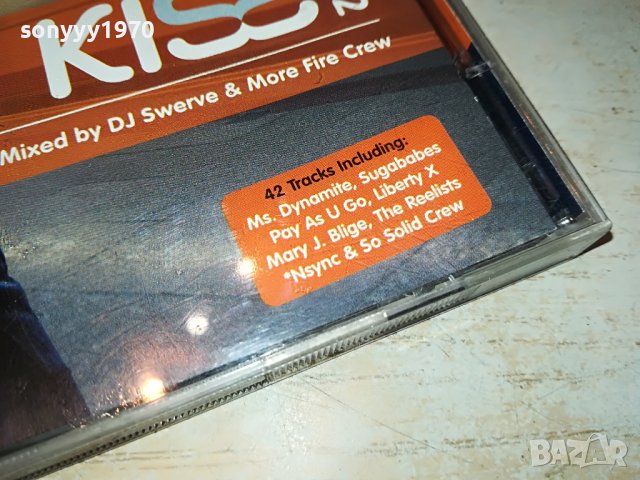 sonyyy1970
KISS
Mixed by DJ Swerve & More Fire Crew
42 Tracks Including:
Ms. Dynamite, Sugababes
Pay As U Go, Liberty X
Mary J. Blige, The Reelists
*Nsync & So Solid Crew
BAZAR